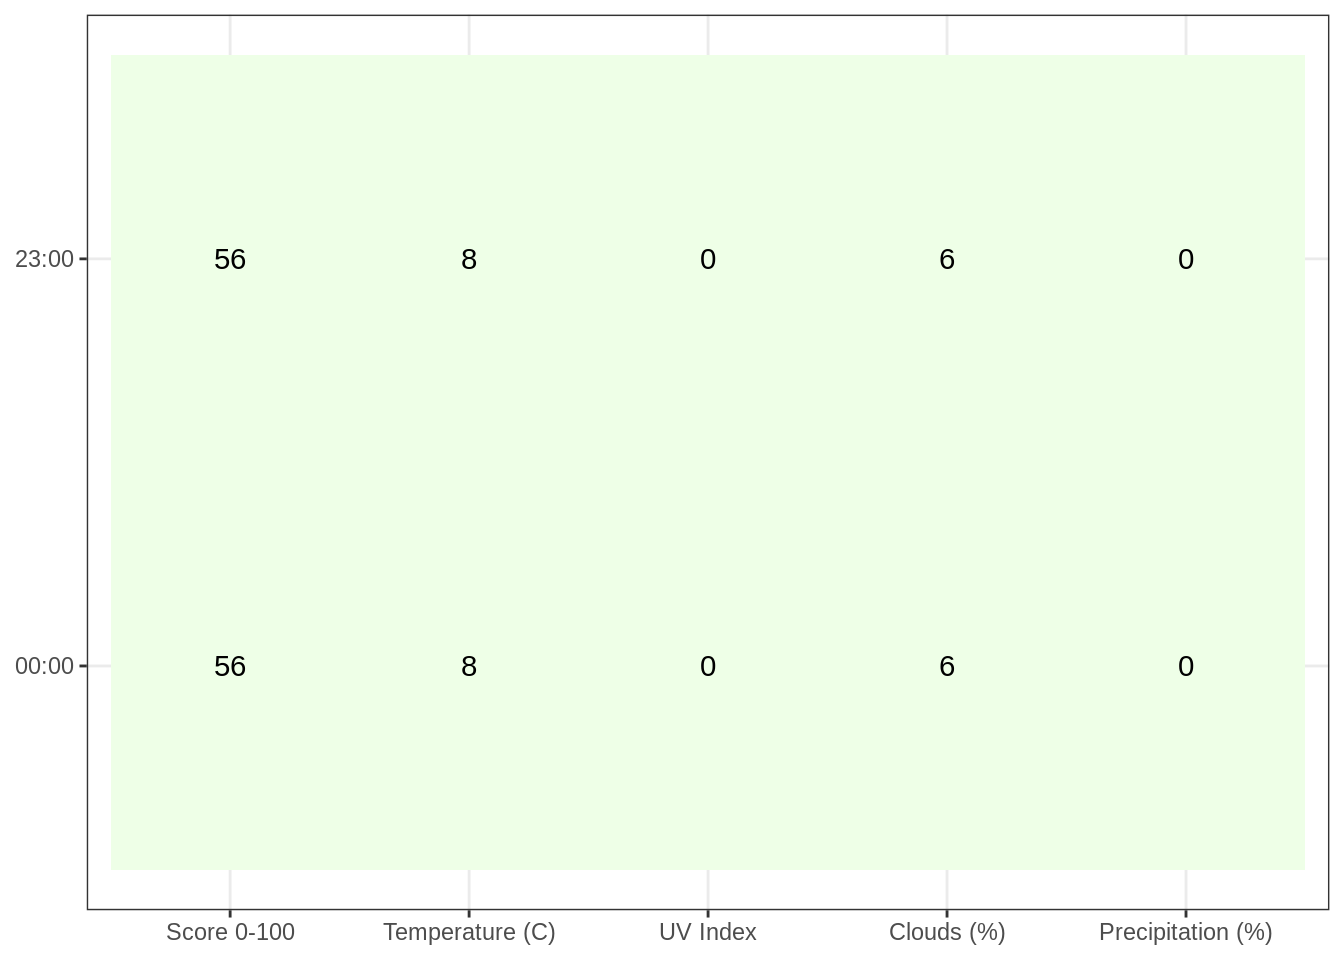 23:00 56 8 0 6 0
00:00 56 8 0 6 0
Score 0-100 Temperature (C) UV Index Clouds (%) Precipitation (%)